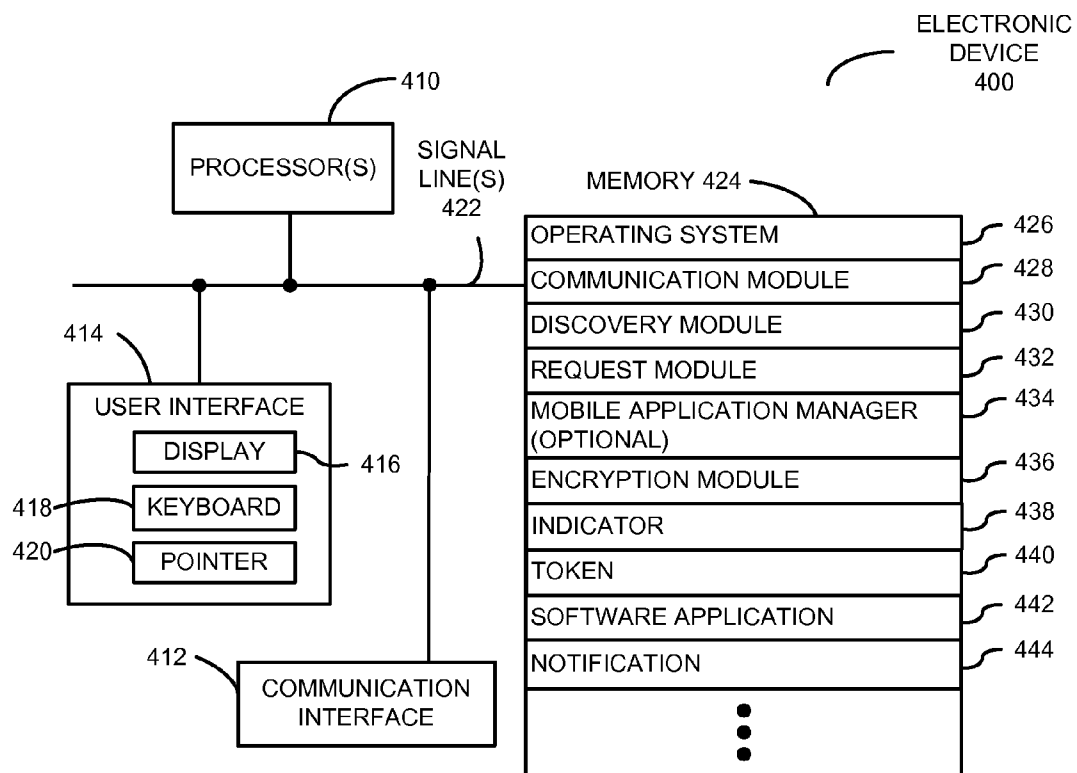 ELECTRONIC
DEVICE
400
410
PROCESSOR(S)
SIGNAL
LINE(S)
422
MEMORY 424
OPERATING SYSTEM
426
COMMUNICATION MODULE
428
DISCOVERY MODULE
430
REQUEST MODULE
432
MOBILE APPLICATION MANAGER
(OPTIONAL)
434
ENCRYPTION MODULE
436
INDICATOR
438
TOKEN
440
SOFTWARE APPLICATION
442
NOTIFICATION
444
414
USER INTERFACE
DISPLAY
416
418
KEYBOARD
420
POINTER
412
COMMUNICATION
INTERFACE